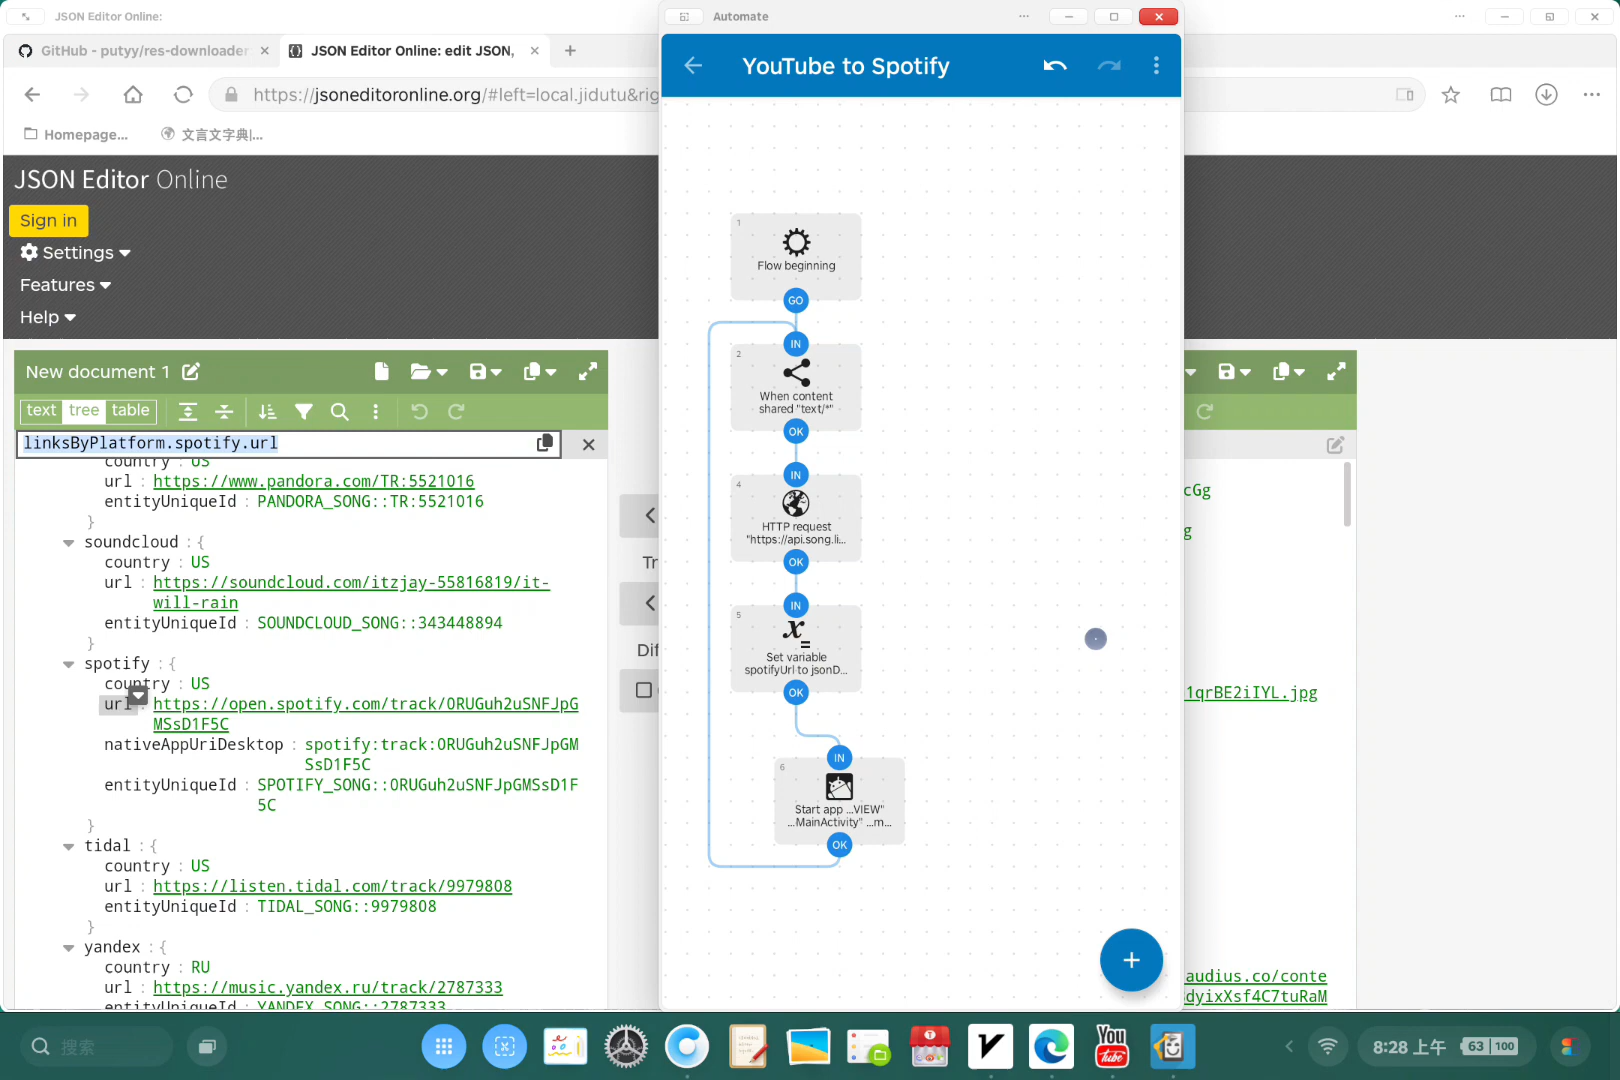 JSON Editor Online:
GitHub - putyy/res-downloader
JSON Editor Online: edit JSON,
https://jsoneditoronline.org/#left=local.jidutu&rig
Homepage...
文言文字典|...
JSON Editor Online
Sign in
Settings
Features
Help
New document 1
text tree table
linksByPlatform.spotify.url
country : US
url : https://www.pandora.com/TR:5521016
entityUniqueId : PANDORA_SONG::TR:5521016
}
soundcloud : {
country : US
url : https://soundcloud.com/itzjay-55816819/it-
will-rain
entityUniqueId : SOUNDCLOUD_SONG::343448894
}
spotify : {
country : US
url : https://open.spotify.com/track/0RUGuh2uSNFJpG
MSsD1F5C
nativeAppUriDesktop : spotify:track:0RUGuh2uSNFJpGM
SsD1F5C
entityUniqueId : SPOTIFY_SONG::0RUGuh2uSNFJpGMSsD1F
5C
}
tidal : {
country : US
url : https://listen.tidal.com/track/9979808
entityUniqueId : TIDAL_SONG::9979808
}
yandex : {
country : RU
url : https://music.yandex.ru/track/2787333
entityUniqueId : YANDEX_SONG::2787333
Tr
Dif
Automate
YouTube to Spotify
1
Flow beginning
GO
IN
2
When content
shared "text/*"
OK
IN
4
HTTP request
"https://api.song.li...
OK
IN
5
x=
Set variable
spotifyUrl to jsonD...
OK
IN
6
Start app ...VIEW"
...MainActivity" ...m...
OK
+
cGg
g
1qrBE2iIYL.jpg
audius.co/conte
dyixXsf4C7tuRaM
搜索
You
Tube
8:28 上午
63 100